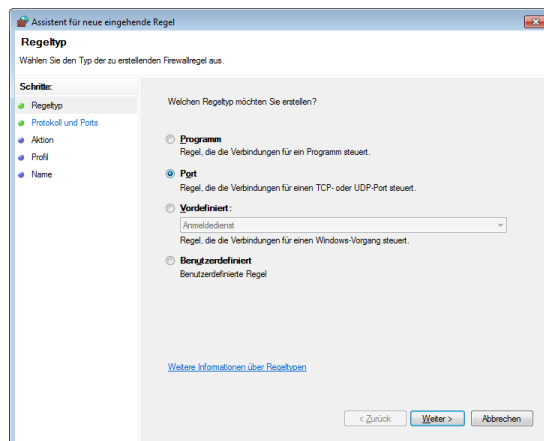 Assistent für neue eingehende Regel
Regeltyp
Wählen Sie den Typ der zu erstellenden Firewallregel aus.
Schritte:
Regeltyp
Protokoll und Ports
Aktion
Profil
Name
Welchen Regeltyp möchten Sie erstellen?
Programm
Regel, die die Verbindungen für ein Programm steuert.
Port
Regel, die die Verbindungen für einen TCP- oder UDP-Port steuert.
Vordefiniert:
Anmeldedienst
Regel, die die Verbindungen für einen Windows-Vorgang steuert.
Benutzerdefiniert
Benutzerdefinierte Regel
Weitere Informationen über Regeltypen
< Zurück
Weiter >
Abbrechen